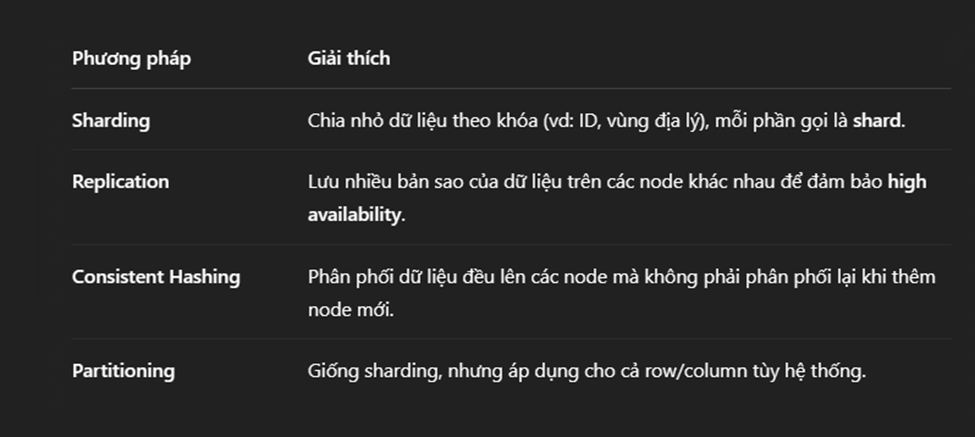 Phương pháp Giải thích
Sharding Chia nhỏ dữ liệu theo khóa (vd: ID, vùng địa lý), mỗi phần gọi là shard.
Replication Lưu nhiều bản sao của dữ liệu trên các node khác nhau để đảm bảo high
availability.
Consistent Hashing Phân phối dữ liệu đều lên các node mà không phải phân phối lại khi thêm
node mới.
Partitioning Giống sharding, nhưng áp dụng cho cả row/column tùy hệ thống.